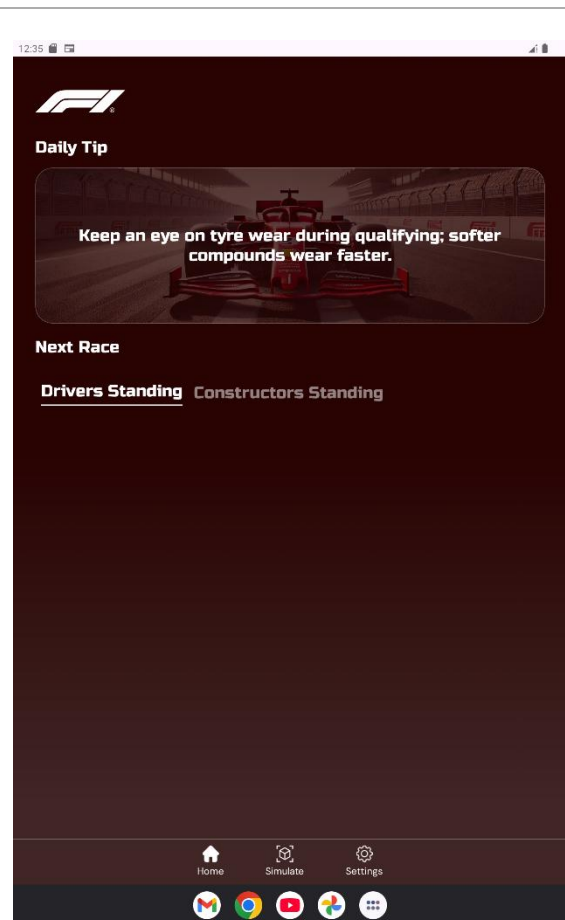 12:35
F1
Daily Tip
Keep an eye on tyre wear during qualifying; softer
compounds wear faster.
Next Race
Drivers Standing Constructors Standing
Home Simulate Settings